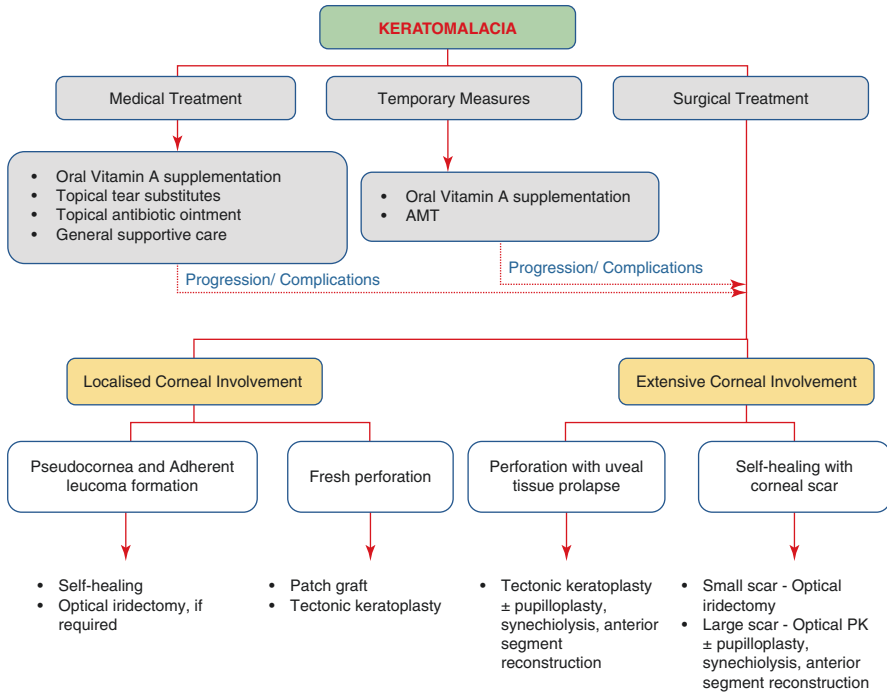 KERATOMALACIA
Medical Treatment
Temporary Measures
Surgical Treatment
• Oral Vitamin A supplementation
• Topical tear substitutes
• Topical antibiotic ointment
• General supportive care
• Oral Vitamin A supplementation
• AMT
Progression/ Complications
Progression/ Complications
Localised Corneal Involvement
Extensive Corneal Involvement
Pseudocornea and Adherent
leucoma formation
Fresh perforation
Perforation with uveal
tissue prolapse
Self-healing with
corneal scar
• Self-healing
• Optical iridectomy, if
required
• Patch graft
• Tectonic keratoplasty
• Tectonic keratoplasty
± pupilloplasty,
synechiolysis, anterior
segment
reconstruction
• Small scar - Optical
iridectomy
• Large scar - Optical PK
± pupilloplasty,
synechiolysis, anterior
segment reconstruction